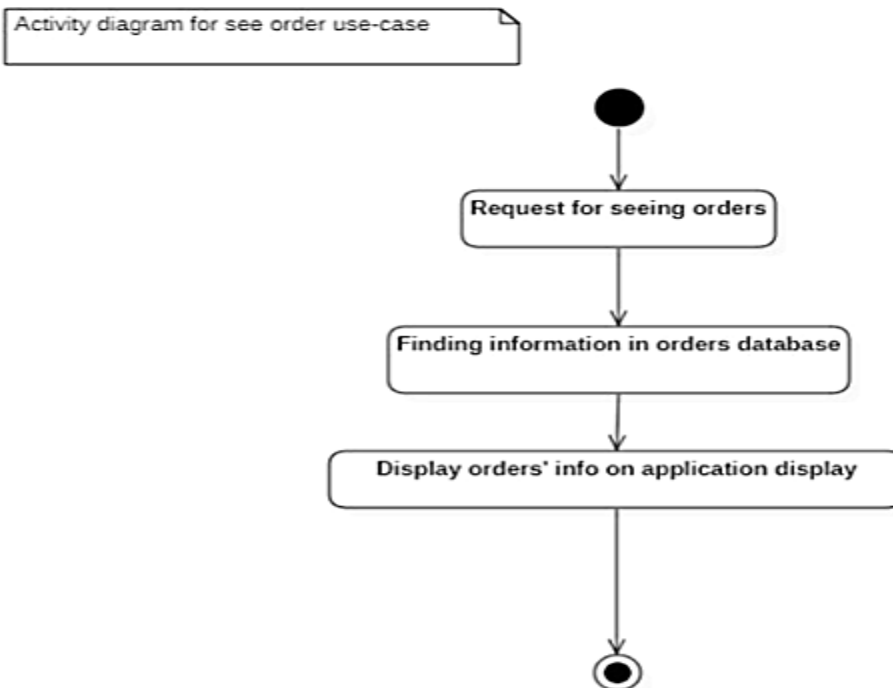 Activity diagram for see order use-case
Request for seeing orders
Finding information in orders database
Display orders' info on application display